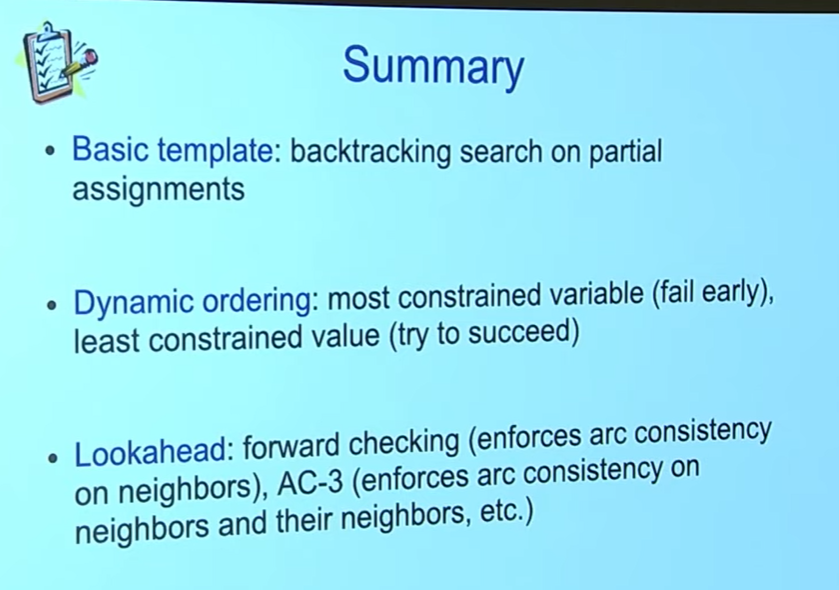 Summary
• Basic template: backtracking search on partial
assignments
• Dynamic ordering: most constrained variable (fail early),
least constrained value (try to succeed)
• Lookahead: forward checking (enforces arc consistency
on neighbors), AC-3 (enforces arc consistency on
neighbors and their neighbors, etc.)